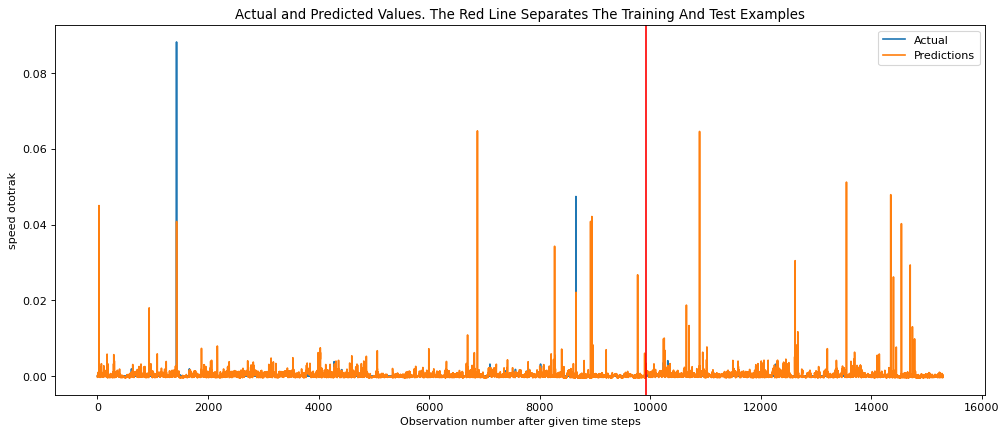 Actual and Predicted Values. The Red Line Separates The Training And Test Examples
Actual
Predictions
speed ototrak
0.08
0.06
0.04
0.02
0.00
0 2000 4000 6000 8000 10000 12000 14000 16000
Observation number after given time steps